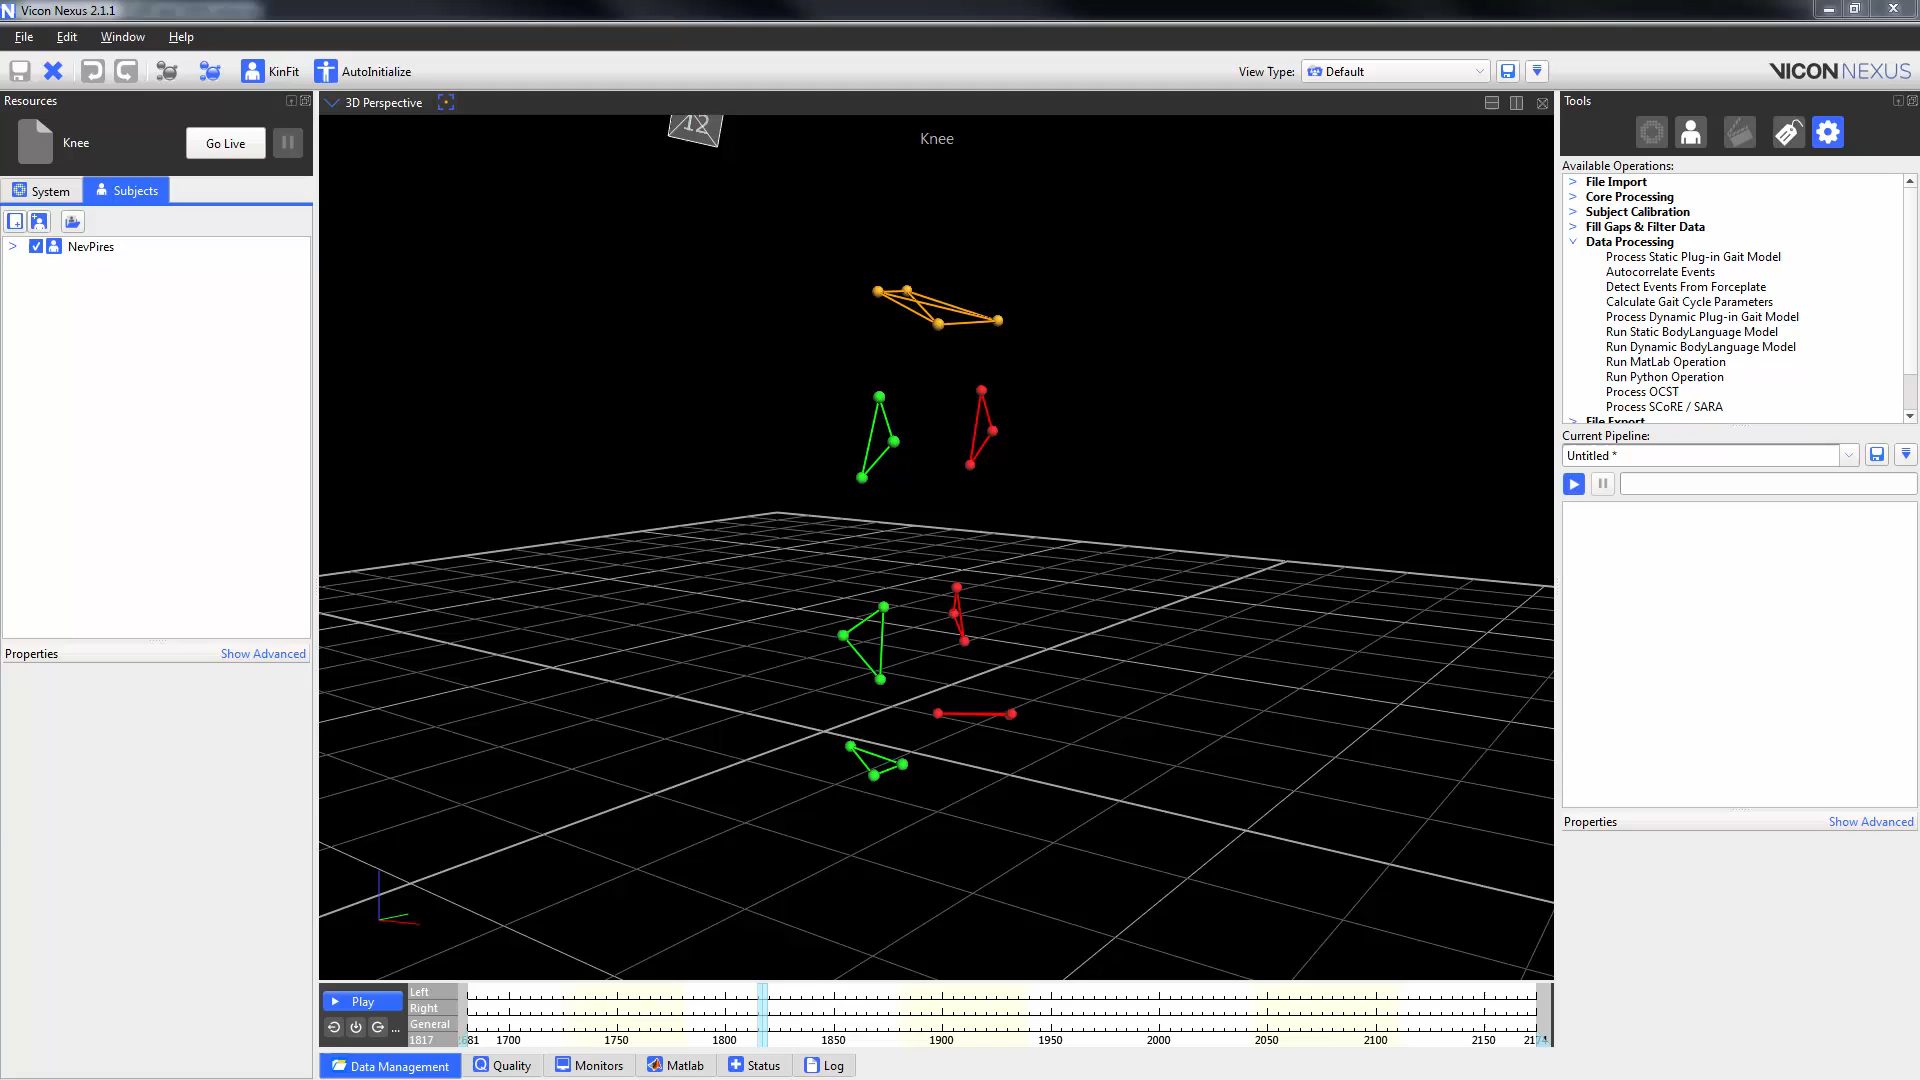 Vicon Nexus 2.1.1
File Edit Window Help
KinFit AutoInitialize View Type: Default VICON NEXUS
Resources
3D Perspective
Tools
Knee
Go Live
12
Knee
System Subjects
Available Operations:
NevPires
File Import
Core Processing
Subject Calibration
Fill Gaps & Filter Data
Data Processing
Process Static Plug-in Gait Model
Autocorrelate Events
Detect Events From Forceplate
Calculate Gait Cycle Parameters
Process Dynamic Plug-in Gait Model
Run Static BodyLanguage Model
Run Dynamic BodyLanguage Model
Run MatLab Operation
Run Python Operation
Process OCST
Process SCoRE / SARA
File Export
Current Pipeline:
Untitled *
Properties Show Advanced
Properties Show Advanced
Play
Left
Right
General
1817 1700 1750 1800 1850 1900 1950 2000 2050 2100 2150
Data Management Quality Monitors Matlab Status Log